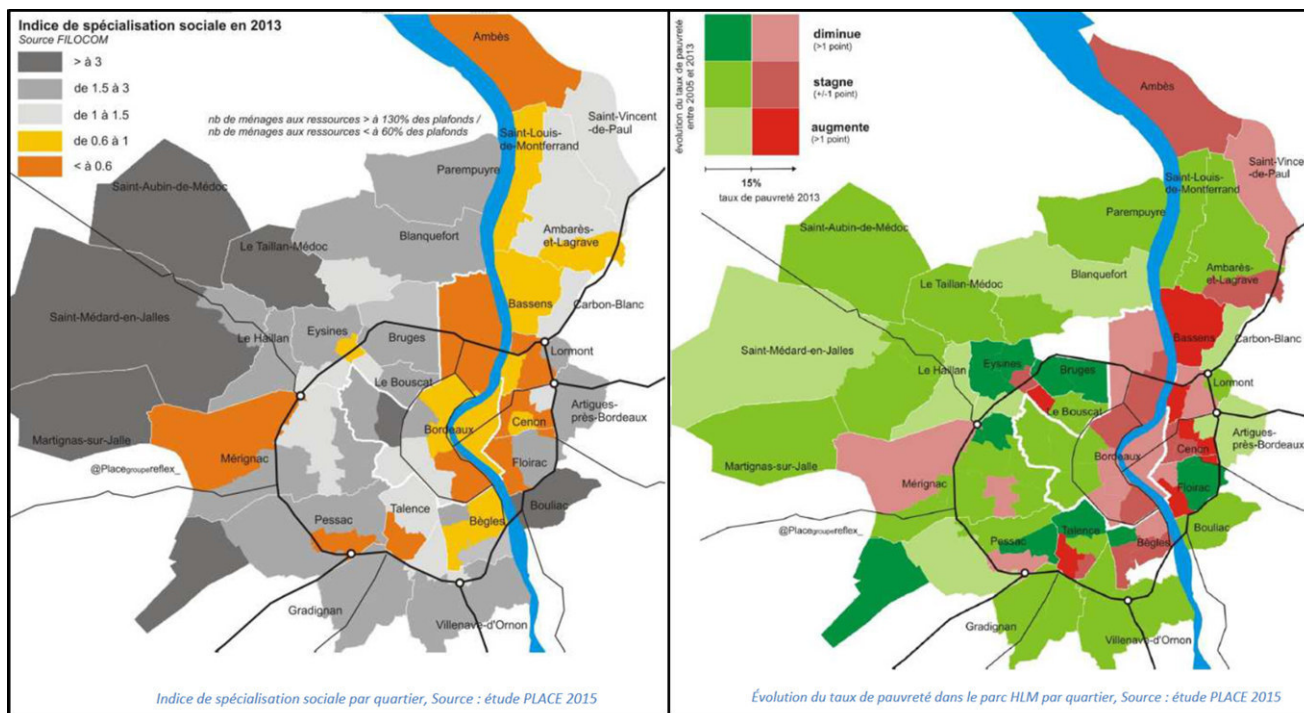 Indice de spécialisation sociale en 2013
Source FILOCOM
> à 3
de 1.5 à 3
de 1 à 1.5
de 0.6 à 1
< à 0.6
nb de ménages aux ressources > à 130% des plafonds /
nb de ménages aux ressources < à 60% des plafonds
Ambès
Saint-Vincent
-de-Paul
Saint-Louis
de-Montferrand
Parempuyre
Saint-Aubin-de-Médoc
Le Taillan-Médoc
Blanquefort
Ambarès-
et-Lagrave
Bassens
Carbon-Blanc
Saint-Médard-en-Jalles
Le Haillan
Eysines
Bruges
Lormont
Le Bouscat
Artigues-
près-Bordeaux
Martignas-sur-Jalle
Mérignac
Bordeaux
Cenon
Floirac
@Placegroupereflex_
Bouliac
Pessac
Talence
Bègles
Gradignan
Villenave-d'Ornon
Indice de spécialisation sociale par quartier, Source : étude PLACE 2015
évolution du taux de pauvreté
entre 2005 et 2013
diminue
(>1 point)
stagne
(+/-1 point)
augmente
(>1 point)
15%
taux de pauvreté 2013
Ambès
Saint-Vince
-de-Paul
Saint-Louis
-de-Montferrand
Parempuyre
Saint-Aubin-de-Médoc
Le Taillan-Médoc
Blanquefort
Ambarès-
et-Lagrave
Bassens
Carbon-Blanc
Saint-Médard-en-Jalles
Le Haillan
Eysines
Bruges
Lormont
Le Bouscat
Artigues-
près-Bordeaux
Martignas-sur-Jalle
Mérignac
Bordeaux
Cenon
Floirac
@Placegroupereflex_
Bouliac
Pessac
Talence
Bègles
Gradignan
Villenave-d'Ornon
Évolution du taux de pauvreté dans le parc HLM par quartier, Source : étude PLACE 2015